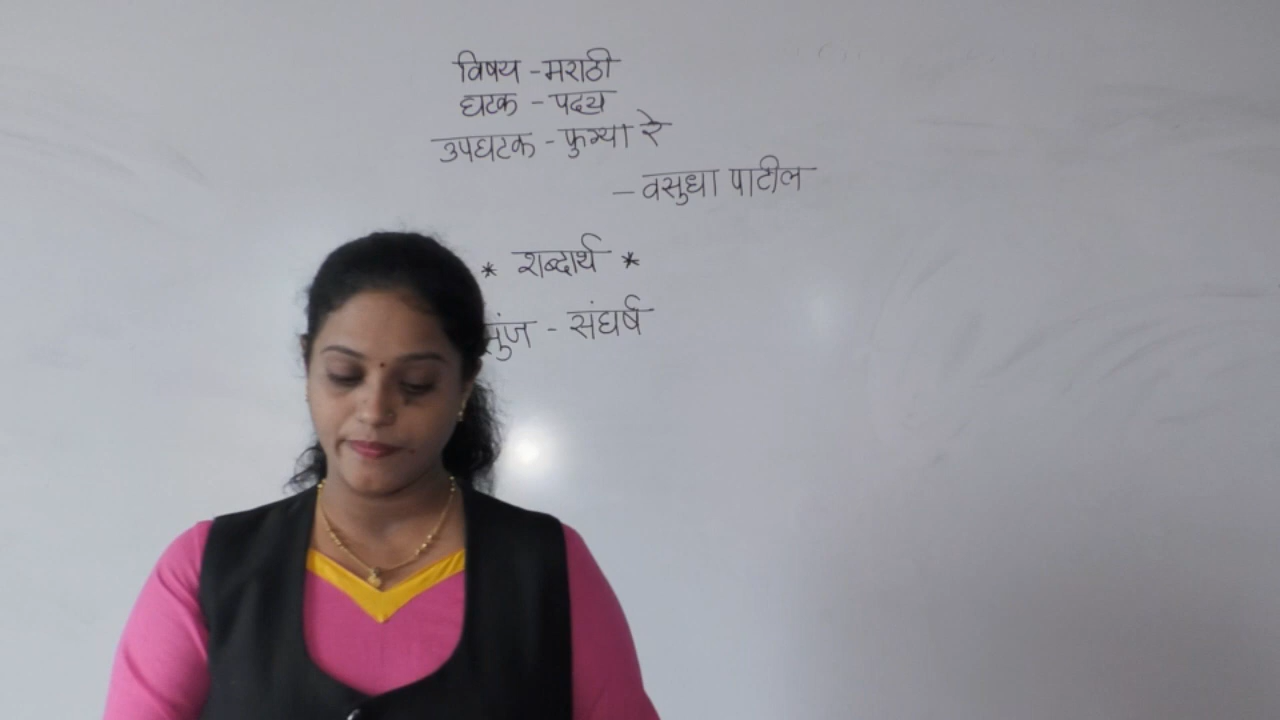 विषय - मराठी
घटक - पद्य
उपघटक - फुग्या रे
- वसुधा पाटील
* शब्दार्थ *
- संघर्ष